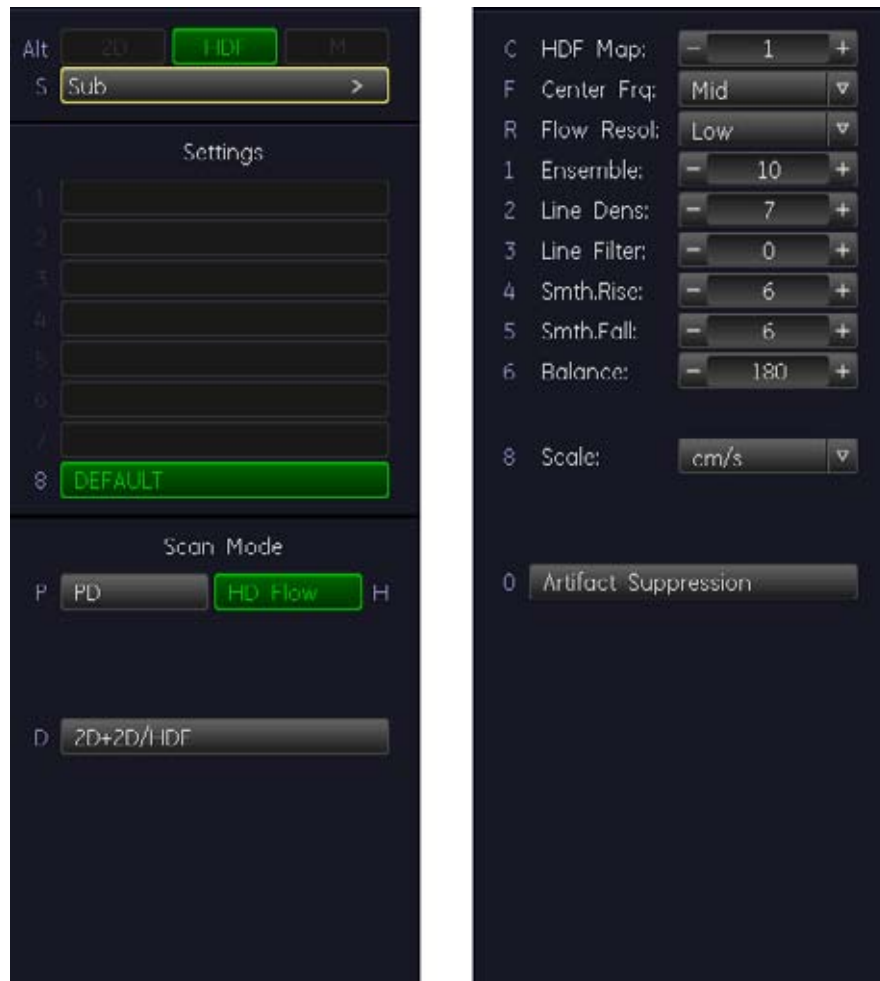 Alt 2D HDF M
S Sub >
Settings
1
2
3
4
5
6
7
8 DEFAULT
Scan Mode
P PD HD Flow H
D 2D+2D/HDF
C HDF Map: - 1 +
F Center Frq: Mid
R Flow Resol: Low
1 Ensemble: - 10 +
2 Line Dens: - 7 +
3 Line Filter: - 0 +
4 Smth.Rise: - 6 +
5 Smth.Fall: - 6 +
6 Balance: - 180 +
8 Scale: cm/s
0 Artifact Suppression